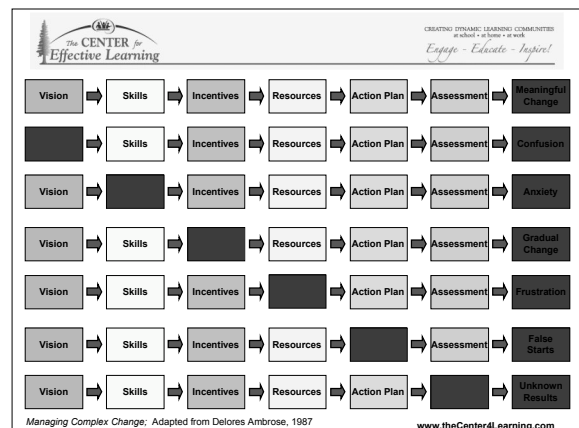 The CENTER for
Effective Learning
CREATING DYNAMIC LEARNING COMMUNITIES
at school • at home • at work
Engage - Educate - Inspire!
Vision Skills Incentives Resources Action Plan Assessment Meaningful Change
Skills Incentives Resources Action Plan Assessment Confusion
Vision Incentives Resources Action Plan Assessment Anxiety
Vision Skills Resources Action Plan Assessment Gradual Change
Vision Skills Incentives Action Plan Assessment Frustration
Vision Skills Incentives Resources Assessment False Starts
Vision Skills Incentives Resources Action Plan Unknown Results
Managing Complex Change; Adapted from Delores Ambrose, 1987
www.theCenter4Learning.com